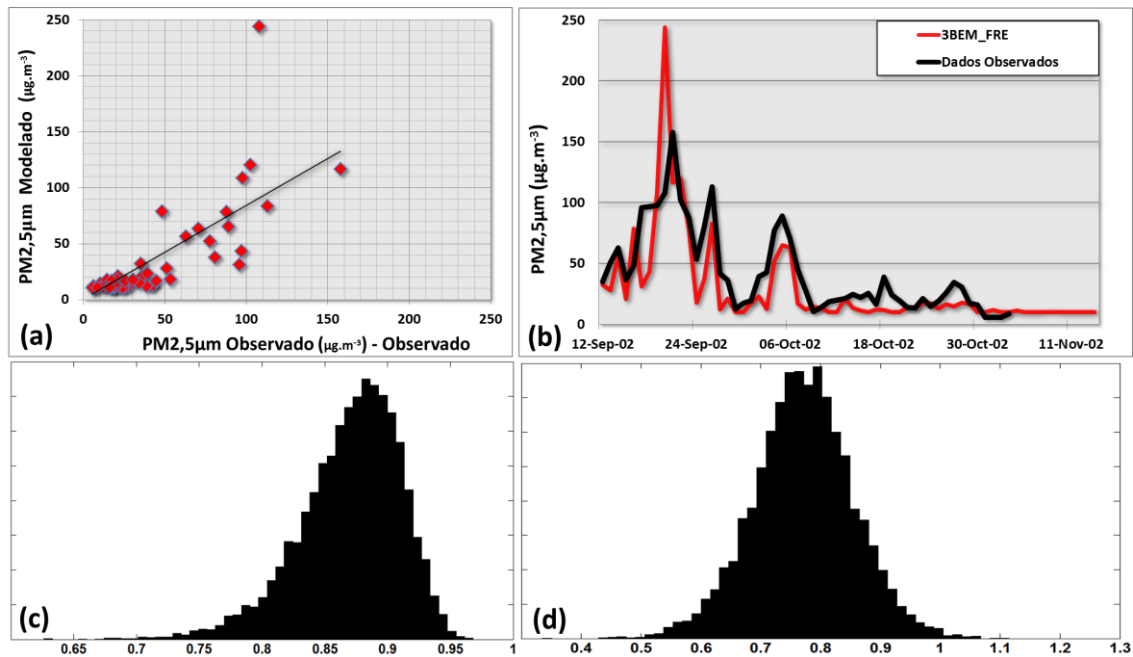 250
200
150
100
50
0
0 50 100 150 200 250
PM2,5µm Modelado (µg.m-3)
PM2,5µm Observado (µg.m-3) - Observado
(a)
3BEM_FRE
Dados Observados
250
200
150
100
50
0
12-Sep-02 24-Sep-02 06-Oct-02 18-Oct-02 30-Oct-02 11-Nov-02
PM2,5µm (µg.m-3)
(b)
(c)
0.65 0.7 0.75 0.8 0.85 0.9 0.95 1
(d)
0.4 0.5 0.6 0.7 0.8 0.9 1 1.1 1.2 1.3